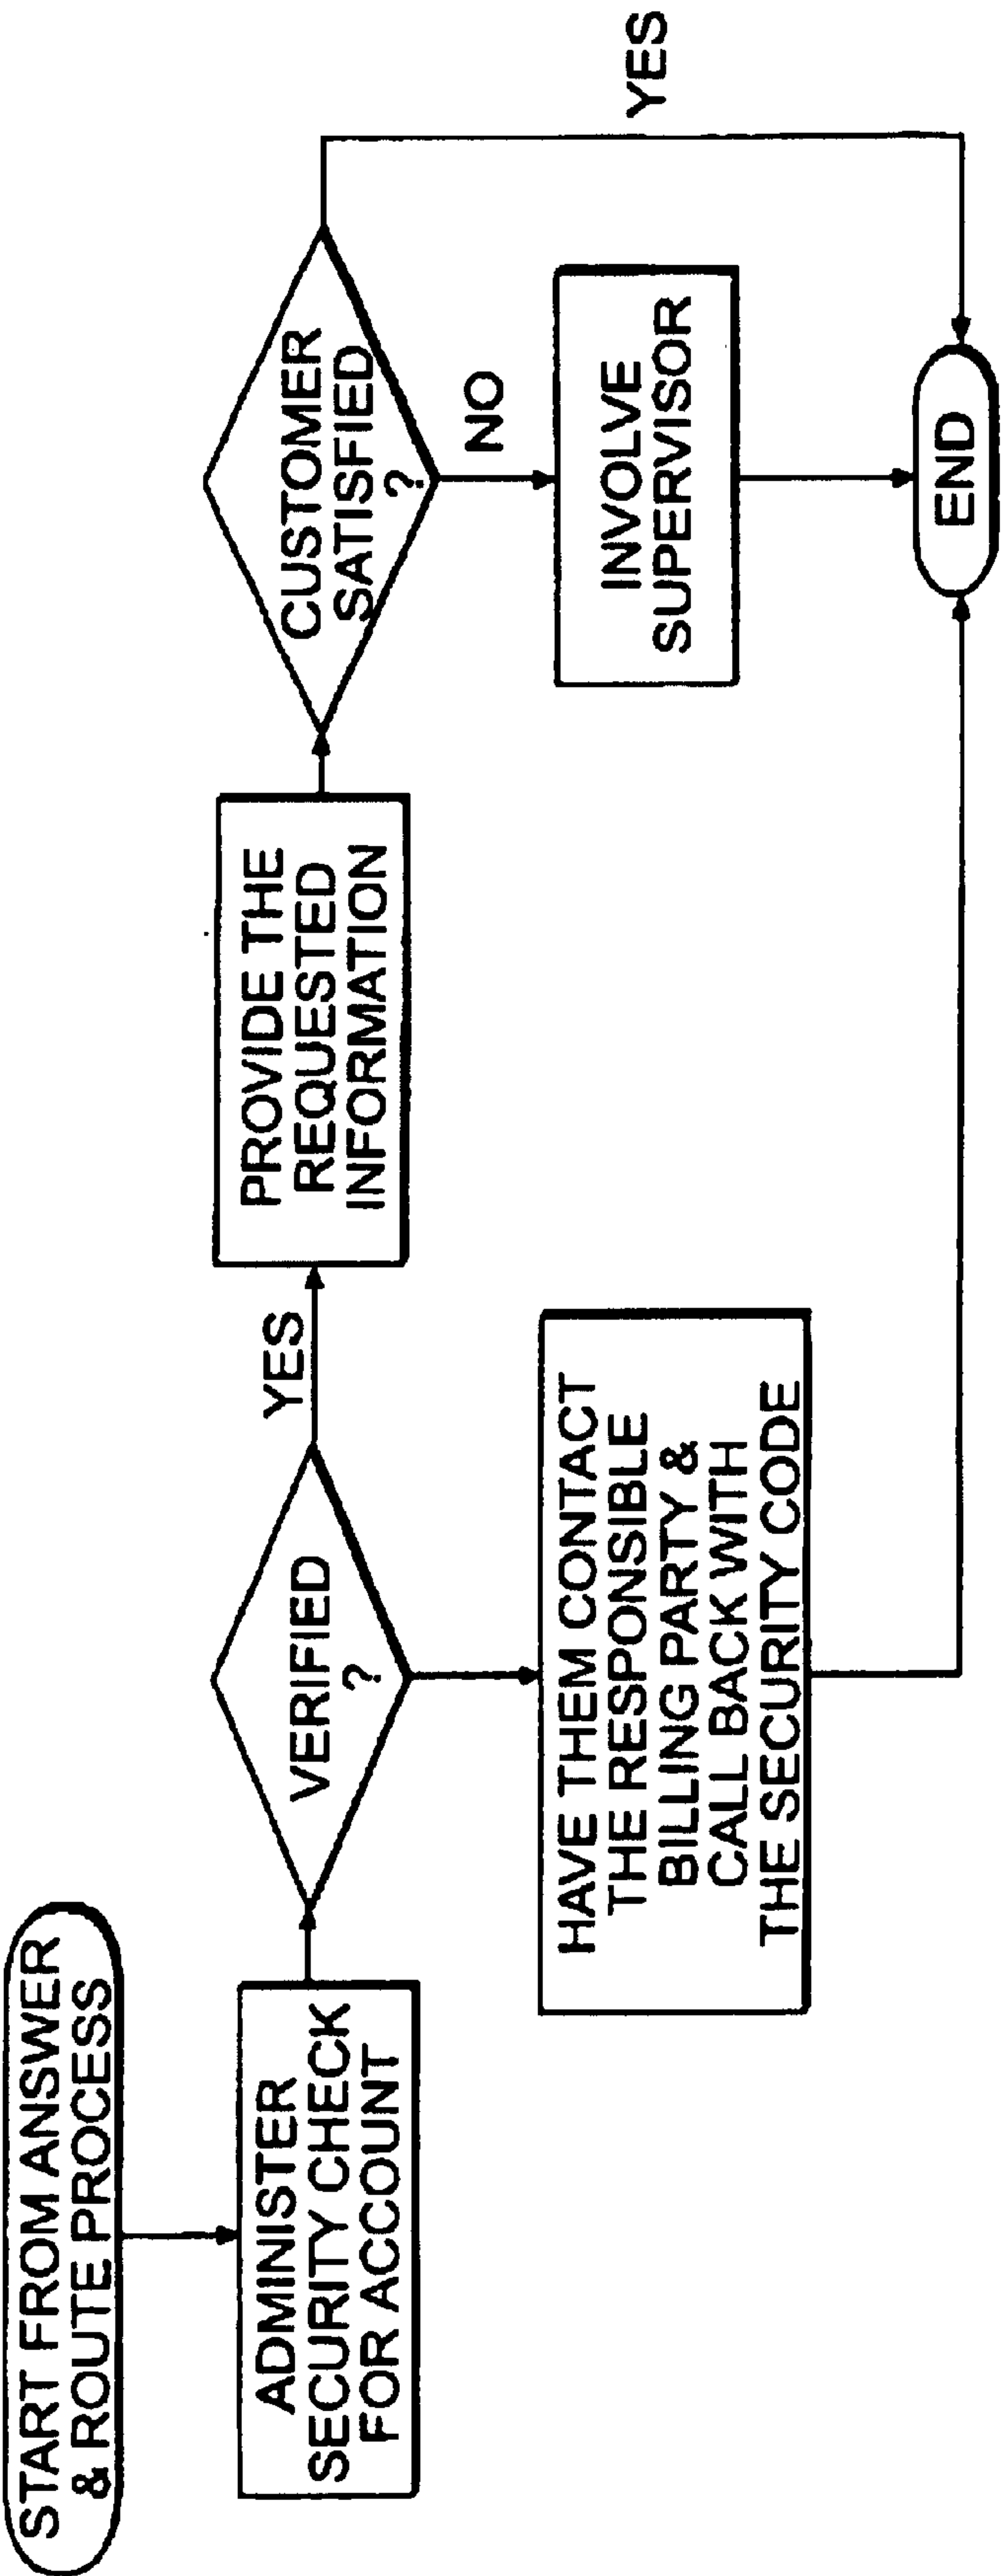 START FROM ANSWER
& ROUTE PROCESS
ADMINISTER
SECURITY CHECK
FOR ACCOUNT
VERIFIED
?
YES
HAVE THEM CONTACT
THE RESPONSIBLE
BILLING PARTY &
CALL BACK WITH
THE SECURITY CODE
PROVIDE THE
REQUESTED
INFORMATION
CUSTOMER
SATISFIED
?
NO
YES
INVOLVE
SUPERVISOR
END